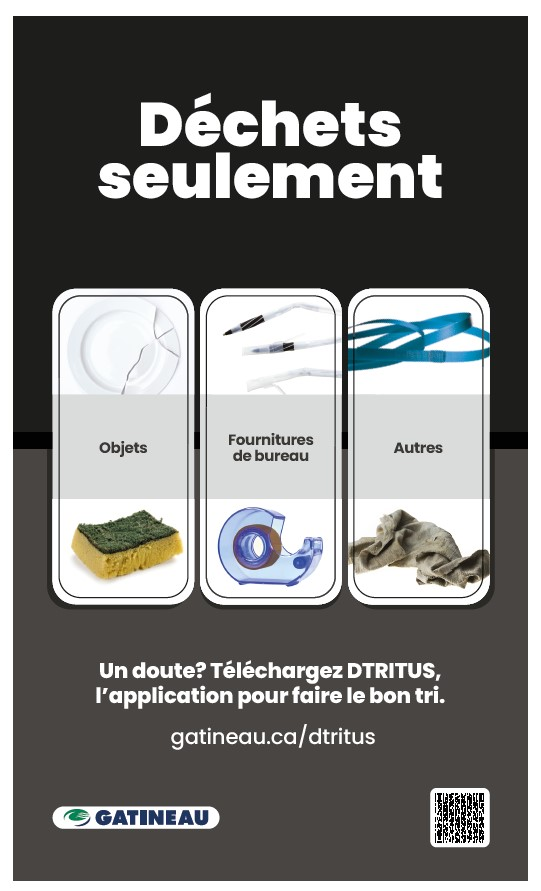 Déchets
seulement
Objets
Fournitures
de bureau
Autres
Un doute? Téléchargez DTRITUS,
l'application pour faire le bon tri.
gatineau.ca/dtritus
GATINEAU